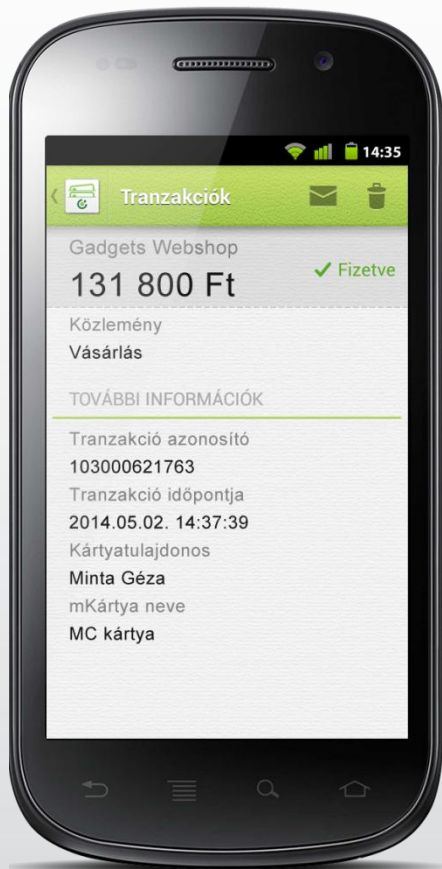 14:35
Tranzakciók
Gadgets Webshop
131 800 Ft
Fizetve
Közlemény
Vásárlás
TOVÁBBI INFORMÁCIÓK
Tranzakció azonosító
103000621763
Tranzakció időpontja
2014.05.02. 14:37:39
Kártyatulajdonos
Minta Géza
mKártya neve
MC kártya